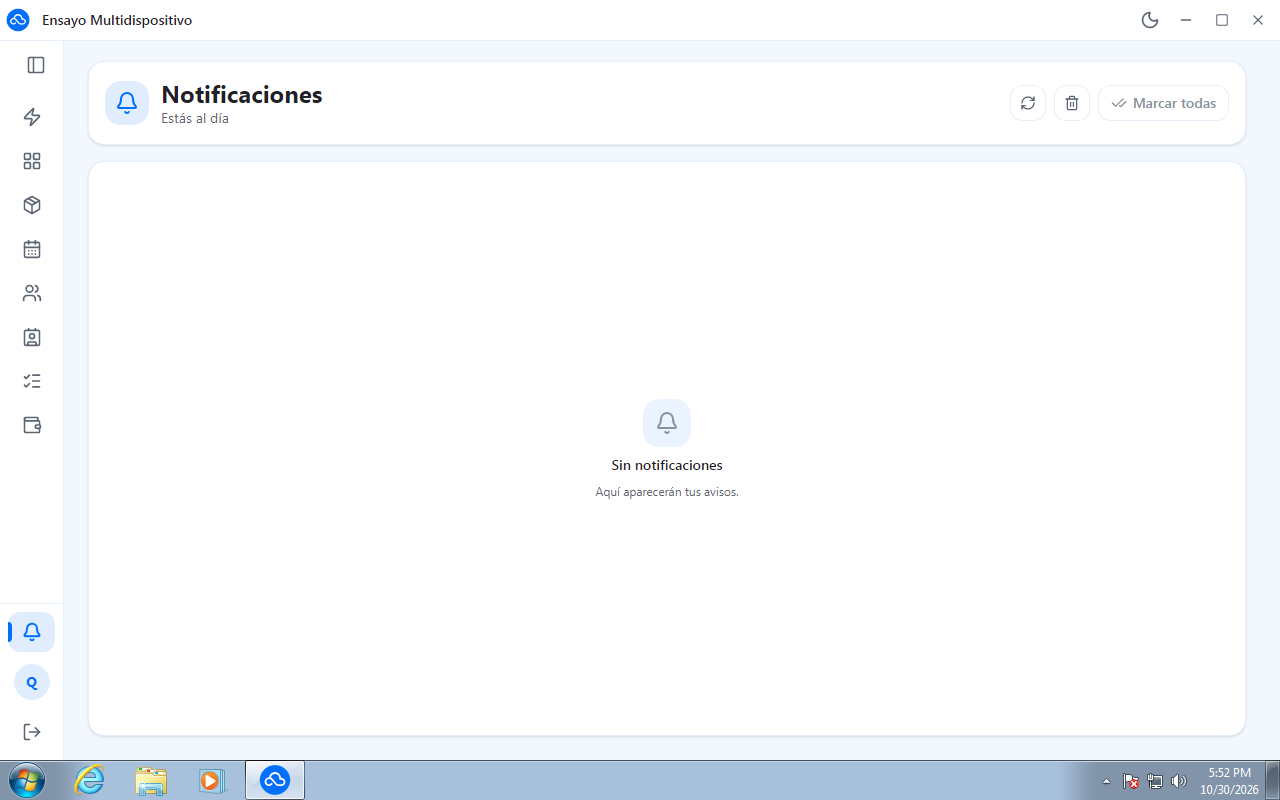 Ensayo Multidispositivo
Notificaciones
Estás al día
Marcar todas
Sin notificaciones
Aquí aparecerán tus avisos.
Q
5:52 PM
10/30/2026